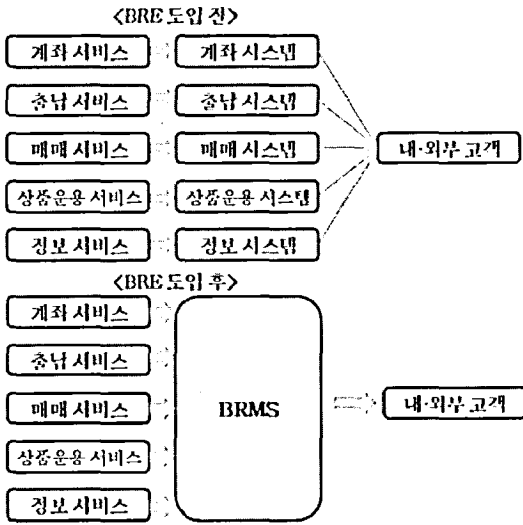 <BRE 도입 전>
계좌 서비스 계좌 시스템
출납 서비스 출납 시스템
매매 서비스 매매 시스템 내·외부 고객
상품운용 서비스 상품운용 시스템
정보 서비스 정보 시스템
<BRE 도입 후>
계좌 서비스
출납 서비스
매매 서비스 BRMS 내·외부 고객
상품운용 서비스
정보 서비스